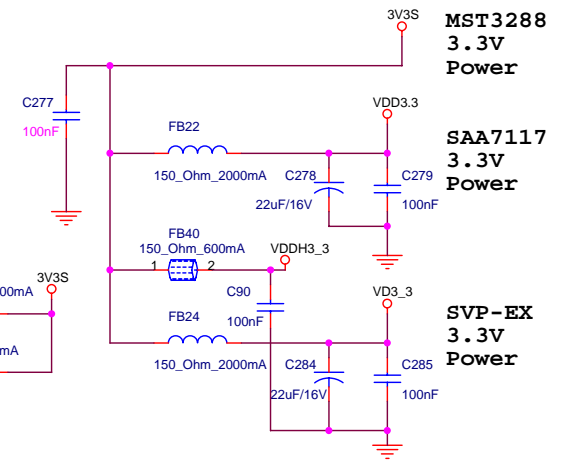 3V3S
MST3288
3.3V
Power
C277
100nF
FB22
150_Ohm_2000mA
VDD3.3
SAA7117
3.3V
Power
C278
22uF/16V
C279
100nF
FB40
150_Ohm_600mA
1
2
VDDH3_3
3V3S
00mA
mA
C90
100nF
VD3_3
SVP-EX
3.3V
Power
FB24
150_Ohm_2000mA
C284
22uF/16V
C285
100nF